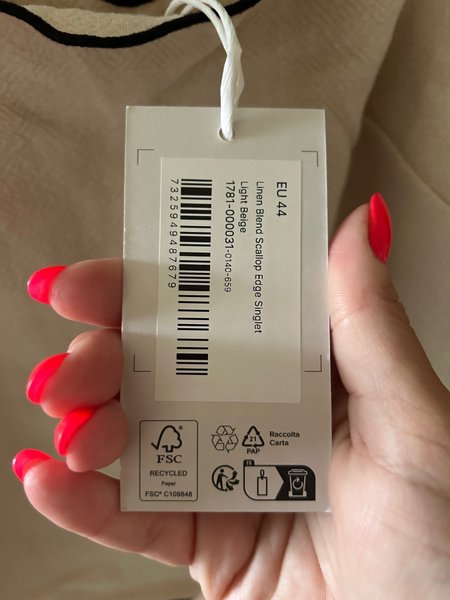 EU 44
Linen Blend Scallop Edge Singlet
Light Beige
1781-000031-0140-659
7325949487679
FSC
RECYCLED
Paper
FSC® C109848
21
PAP
Raccolta
Carta
FR